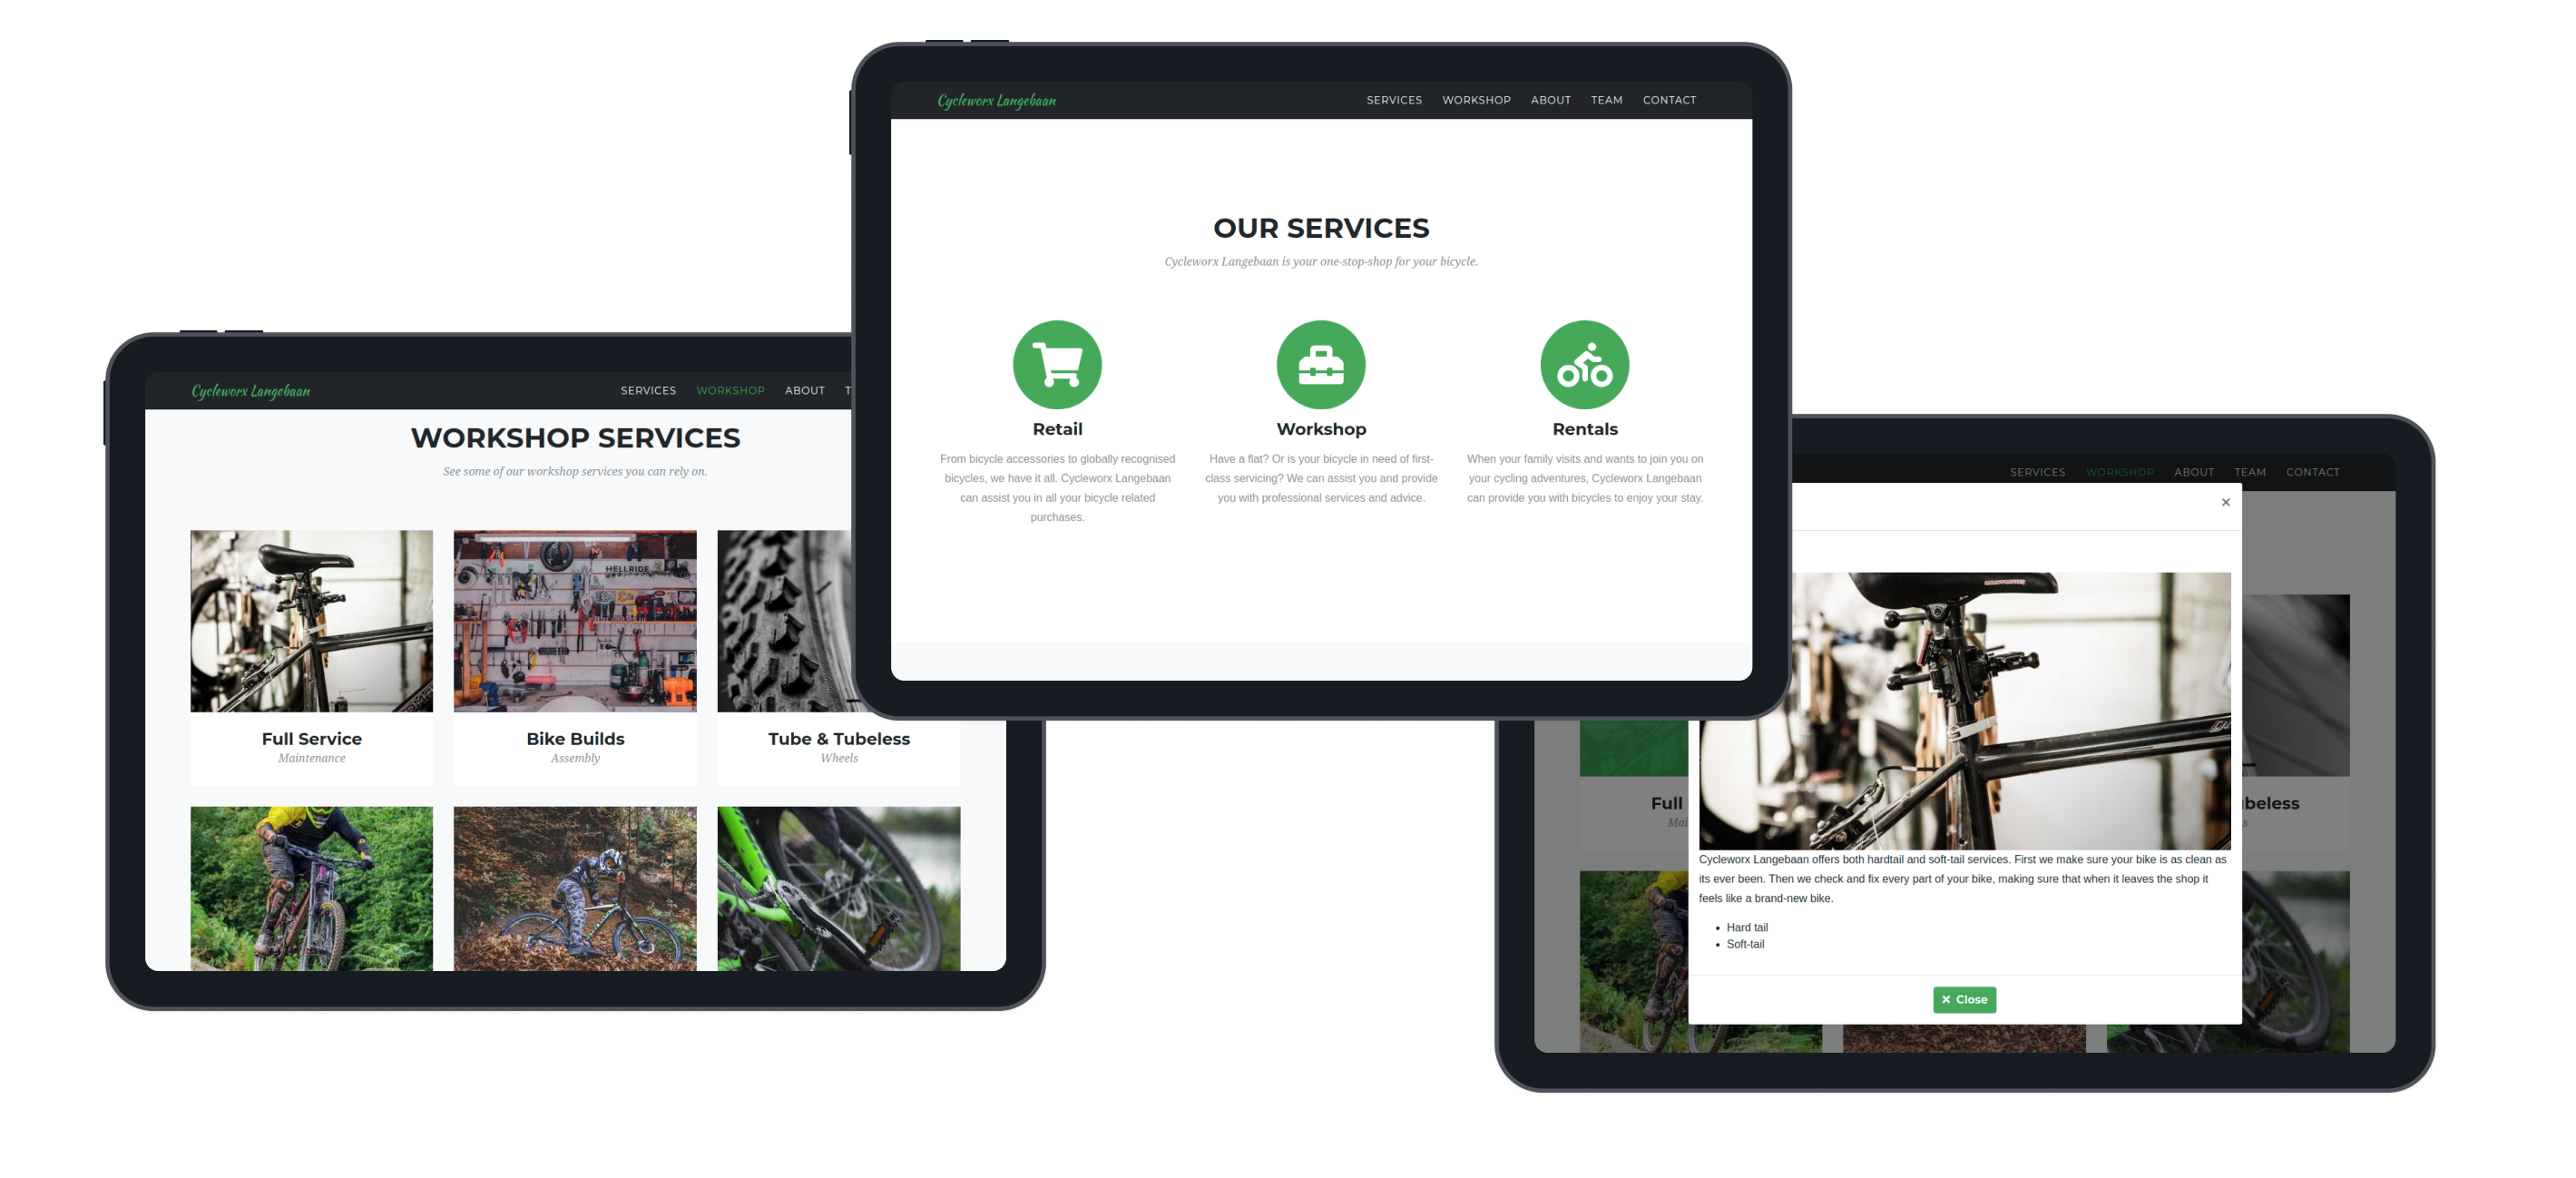 Cycleworx Langebaan
SERVICES WORKSHOP ABOUT TEAM CONTACT
OUR SERVICES
Cycleworx Langebaan is your one-stop-shop for your bicycle.
Retail
From bicycle accessories to globally recognised
bicycles, we have it all. Cycleworx Langebaan
can assist you in all your bicycle related
purchases.
Workshop
Have a flat? Or is your bicycle in need of first-
class servicing? We can assist you and provide
you with professional services and advice.
Rentals
When your family visits and wants to join you on
your cycling adventures, Cycleworx Langebaan
can provide you with bicycles to enjoy your stay.
Cycleworx Langebaan
SERVICES WORKSHOP ABOUT T
WORKSHOP SERVICES
See some of our workshop services you can rely on.
HELLRIDE
Full Service
Maintenance
Bike Builds
Assembly
Tube & Tubeless
Wheels
SERVICES WORKSHOP ABOUT TEAM CONTACT
×
Full
Mai
beless
s
Cycleworx Langebaan offers both hardtail and soft-tail services. First we make sure your bike is as clean as
its ever been. Then we check and fix every part of your bike, making sure that when it leaves the shop it
feels like a brand-new bike.
• Hard tail
• Soft-tail
× Close